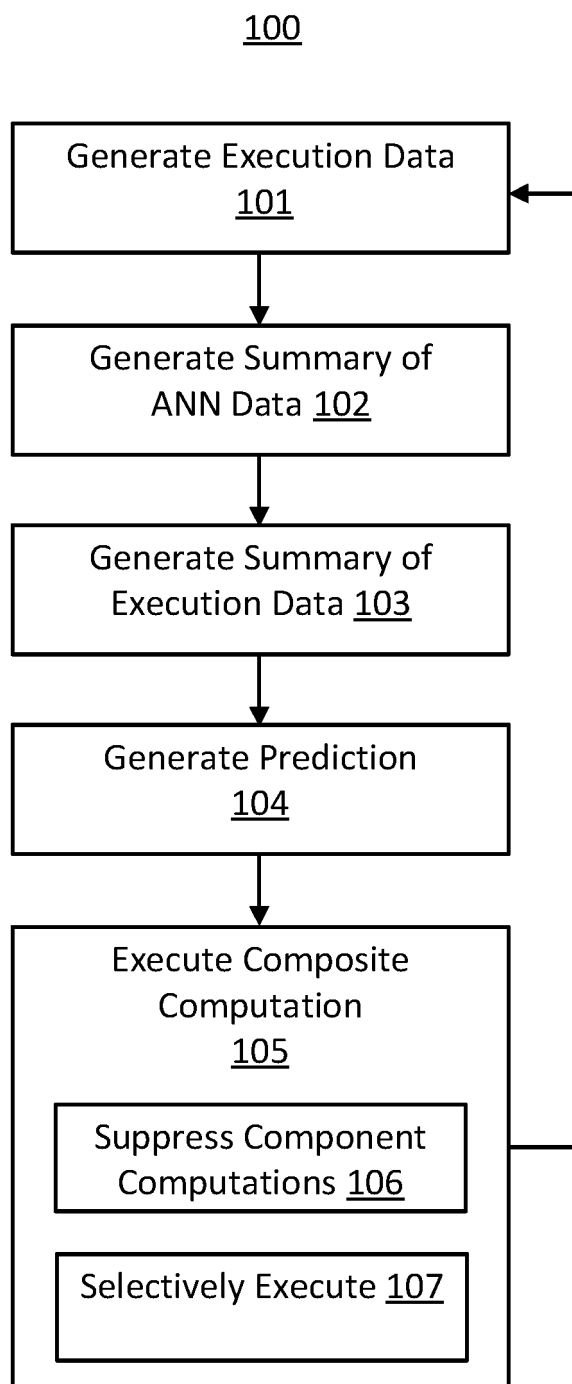 100
Generate Execution Data
101
Generate Summary of
ANN Data 102
Generate Summary of
Execution Data 103
Generate Prediction
104
Execute Composite
Computation
105
Suppress Component
Computations 106
Selectively Execute 107